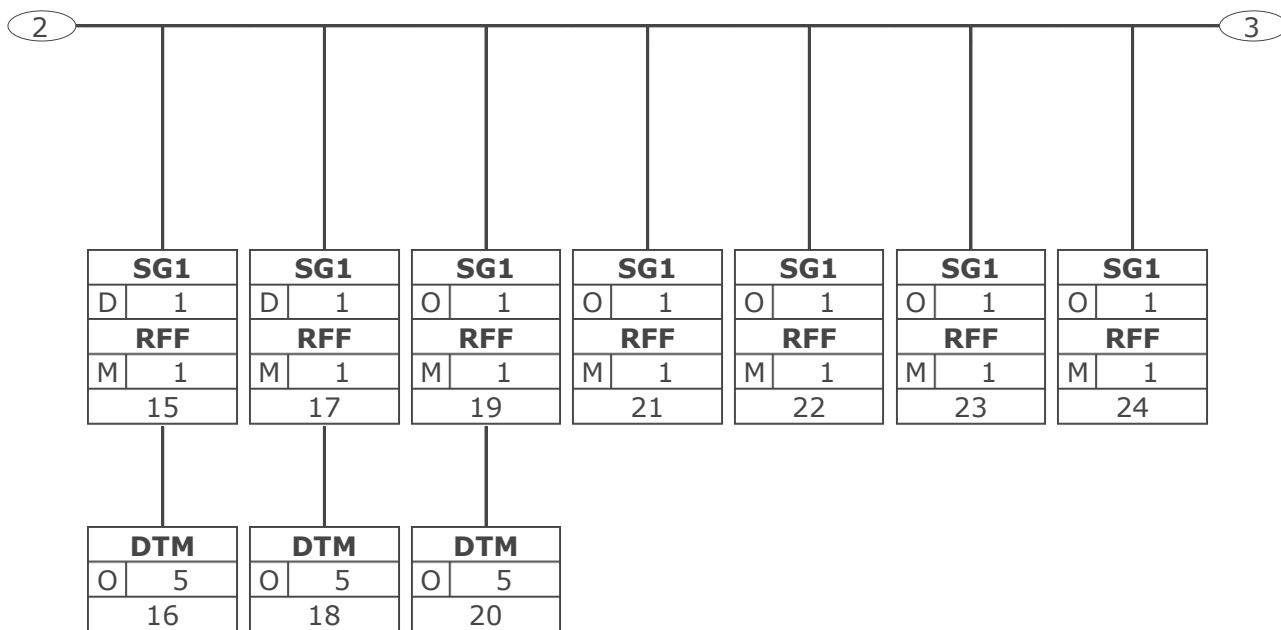 2 3
SG1 SG1 SG1 SG1 SG1 SG1 SG1
D 1 D 1 O 1 O 1 O 1 O 1 O 1
RFF RFF RFF RFF RFF RFF RFF
M 1 M 1 M 1 M 1 M 1 M 1 M 1
15 17 19 21 22 23 24
DTM DTM DTM
O 5 O 5 O 5
16 18 20